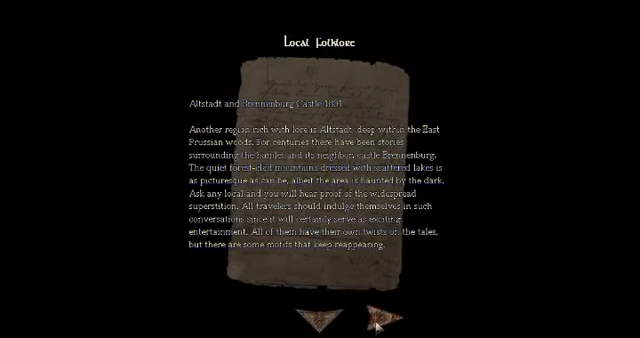 Local Folklore
Altstadt and Brennenburg Castle 1801
Another region rich with lore is Altstadt, deep within the East
Prussian woods. For centuries there have been stories
surrounding the hamlet and its neighbor, castle Brennenburg.
The quiet forest-clad mountains dressed with scattered lakes is
as picturesque as can be, albeit the area is haunted by the dark.
Ask any local and you will hear proof of the widespread
superstition. All travelers should indulge themselves in such
conversations since it will certainly serve as exciting
entertainment. All of them have their own twists on the tales,
but there are some motifs that keep reappearing.